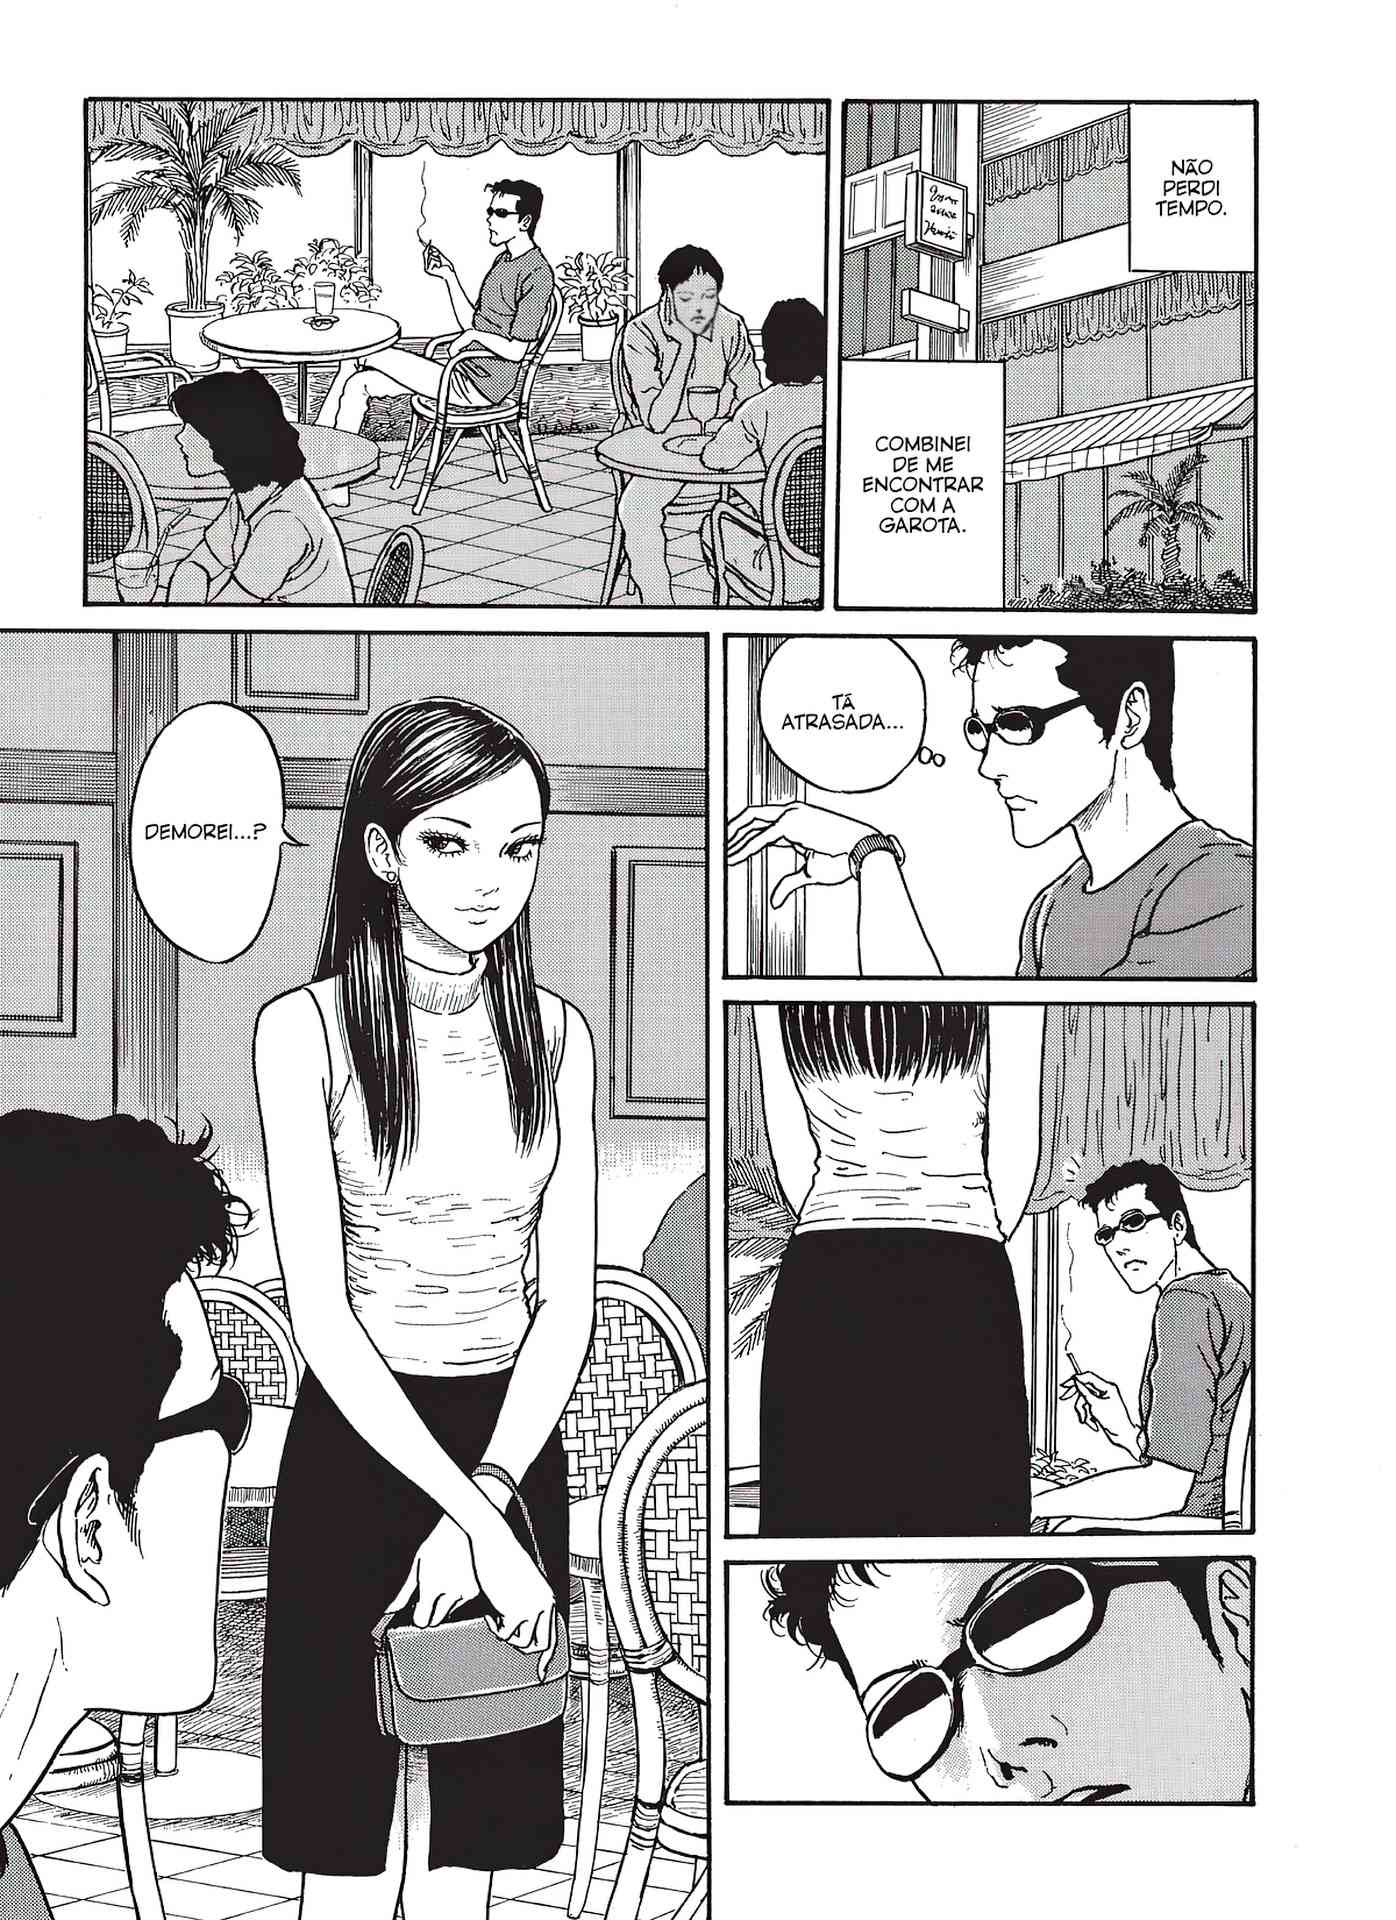 NÃO
PERDI
TEMPO.
COMBINEI
DE ME
ENCONTRAR
COM A
GAROTA.
TÁ
ATRASADA...
DEMOREI...?